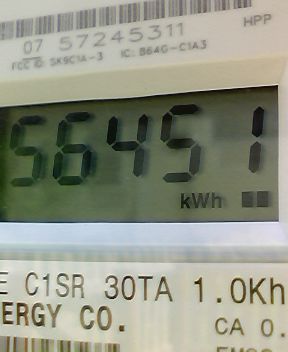 HPP
07 57245311
FCC ID: SK9C1A-3 IC: 864G-C1A3
56451
kWh
E C1SR 30TA 1.0Kh
ERGY CO.
CA 0.